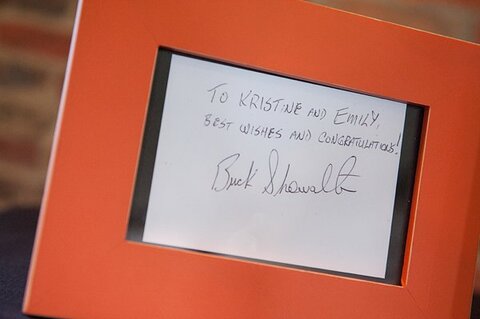 To Kristine and Emily,
Best wishes and congratulations!
Buck Showalter